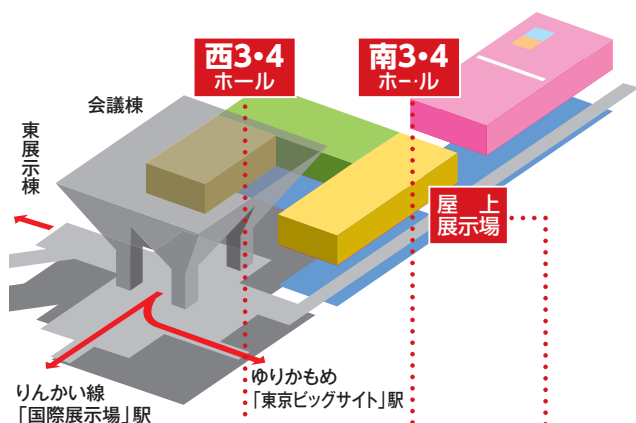 西3・4
ホール
南3・4
ホール
会議棟
東展示棟
屋上
展示場
りんかい線
「国際展示場」駅
ゆりかもめ
「東京ビッグサイト」駅